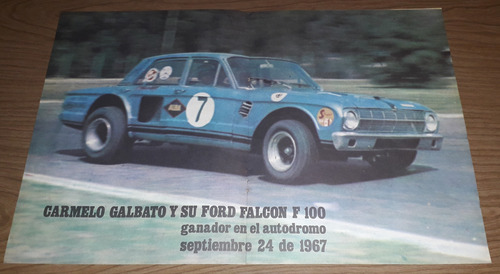 7
CARMELO GALBATO Y SU FORD FALCON F 100
ganador en el autodromo
septiembre 24 de 1967